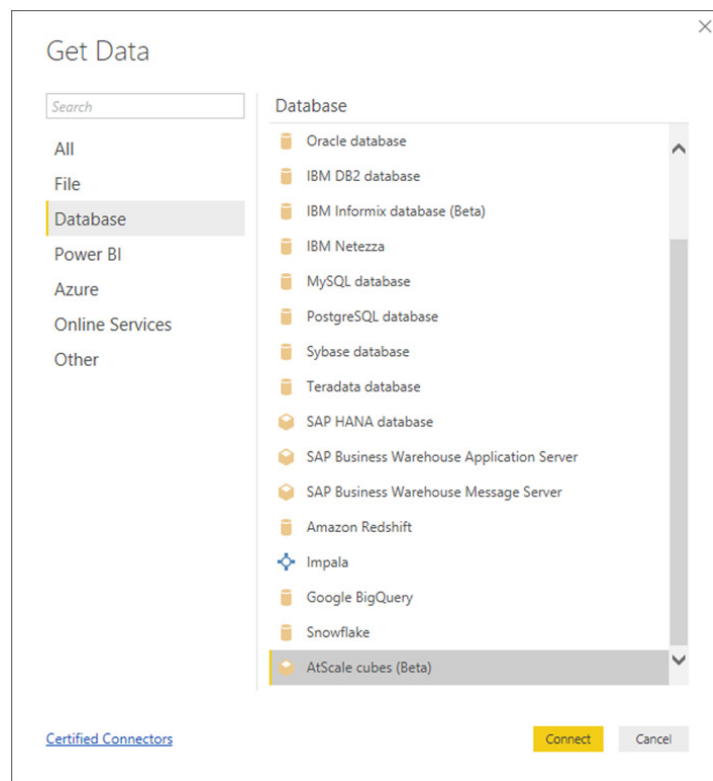 Get Data
Search
All
File
Database
Power BI
Azure
Online Services
Other
Database
Oracle database
IBM DB2 database
IBM Informix database (Beta)
IBM Netezza
MySQL database
PostgreSQL database
Sybase database
Teradata database
SAP HANA database
SAP Business Warehouse Application Server
SAP Business Warehouse Message Server
Amazon Redshift
Impala
Google BigQuery
Snowflake
AtScale cubes (Beta)
Certified Connectors
Connect
Cancel